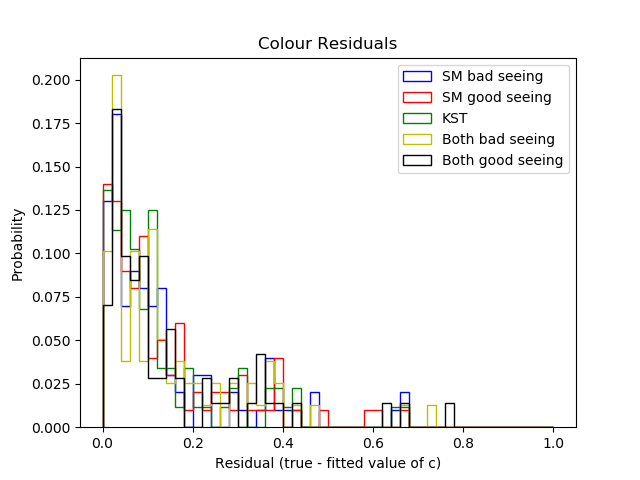 Colour Residuals
SM bad seeing
SM good seeing
KST
Both bad seeing
Both good seeing
Probability
0.200
0.175
0.150
0.125
0.100
0.075
0.050
0.025
0.000
0.0 0.2 0.4 0.6 0.8 1.0
Residual (true - fitted value of c)